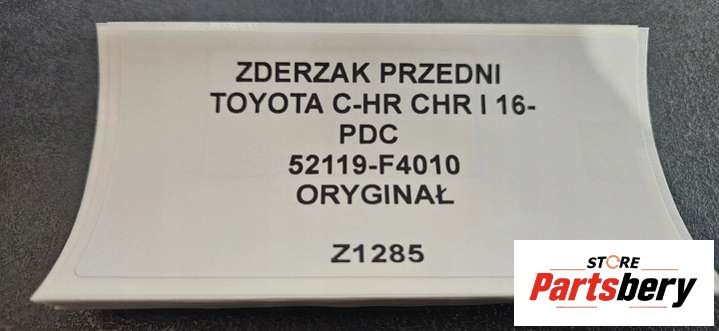 ZDERZAK PRZEDNI
TOYOTA C-HR CHR I 16-
PDC
52119-F4010
ORYGINAŁ
Z1285
STORE
Partsbery